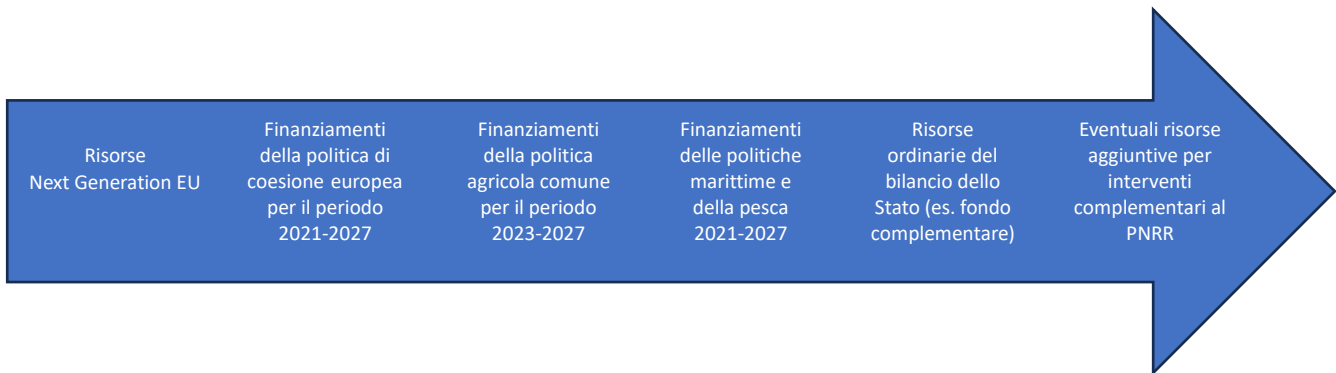 Risorse
Next Generation EU
Finanziamenti
della politica di
coesione europea
per il periodo
2021-2027
Finanziamenti
della politica
agricola comune
per il periodo
2023-2027
Finanziamenti
delle politiche
marittime e
della pesca
2021-2027
Risorse
ordinarie del
bilancio dello
Stato (es. fondo
complementare)
Eventuali risorse
aggiuntive per
interventi
complementari al
PNRR